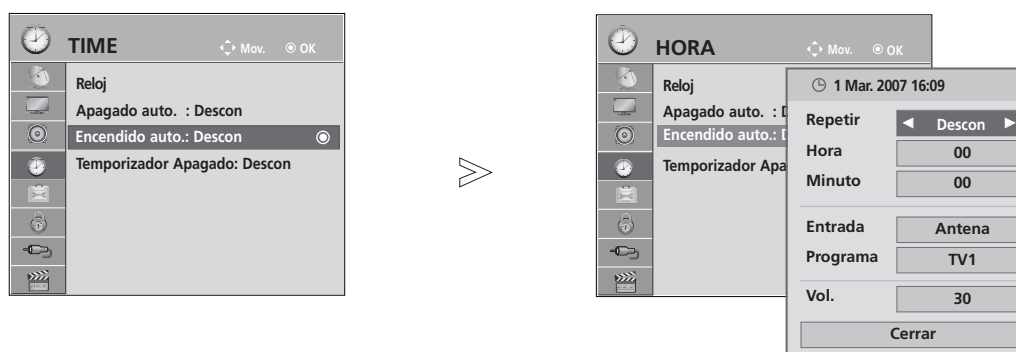 TIME
Mov. OK
Reloj
Apagado auto. : Descon
Encendido auto.: Descon
Temporizador Apagado: Descon
HORA
Mov. OK
Reloj
Apagado auto. : D
Encendido auto.: D
Temporizador Apa
1 Mar. 2007 16:09
Repetir Descon
Hora 00
Minuto 00
Entrada Antena
Programa TV1
Vol. 30
Cerrar